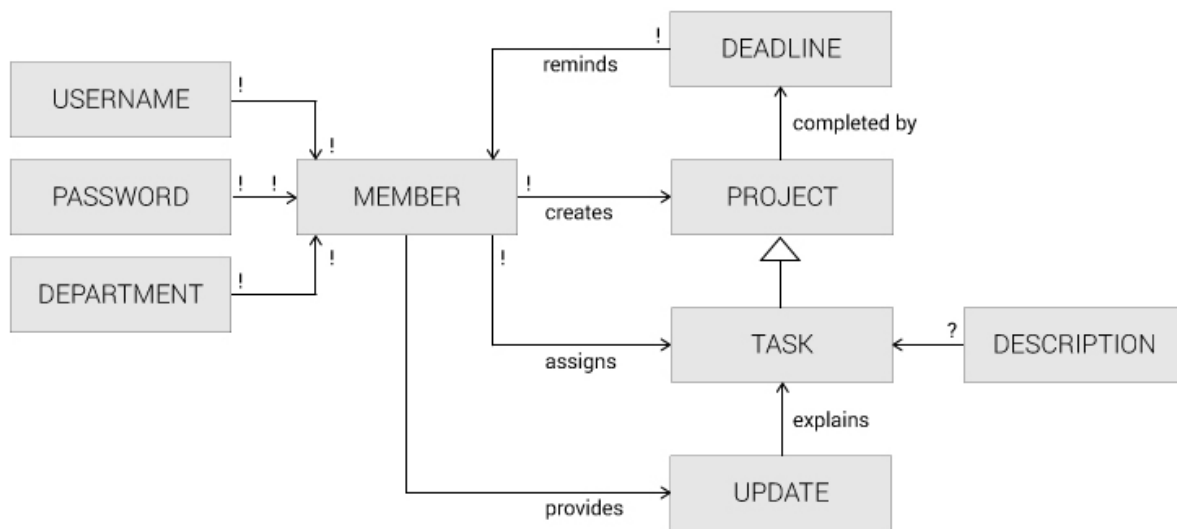 !
DEADLINE
reminds
USERNAME
!
completed by
!
PASSWORD
!
!
MEMBER
!
creates
PROJECT
!
!
DEPARTMENT
!
assigns
TASK
?
DESCRIPTION
explains
provides
UPDATE